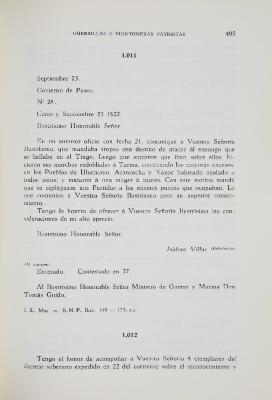 GUERRILLAS Y MONTONERAS PATRIOTAS 495
1.011
Septiembre 23.
Gobierno de Pasco.
Nº 28.
Cerro y Septiembre 23 1822
Ilustrísimo Honorable Señor.
En mi anterior oficio con fecha 21. comuniqué a Vuestra Señoría
Ilustrísima, que mandaba tropas con destino de atacar al enemigo que
se hallaba en el Tingo. Luego que supieron que iban sobre ellos hi-
cieron sus marchas redobladas á Tarma, cometiendo los mayores excesos
en los Pueblos de Ulucmayo, Acancocha y Yanac habiendo asolado a
todos estos; y mataron á una mujer á azotes. Con este motivo mandé
que se replegasen mis Partidas a los mismos puntos que ocupaban. Lo
que comunico á Vuestra Señoría Ilustrísima para su superior conoci-
miento.
Tengo la honrra de ofrecer á Vuestra Señoría Ilustrísima las con-
sideraciones de mi alto aprecio.
Ilustrísimo Honorable Señor.
Isidoro Villar (Rubricado)
(Al margen)
Enterado Contestado en 27.
Al Ilustrísimo Honorable Señor Ministro de Guerra y Marina Don
Tomás Guido.
1.012
Tengo el honor de acompañar a Vuestra Señoría 4 ejemplares del
decreto soberano expedido en 22 del corriente sobre el reconocimiento y